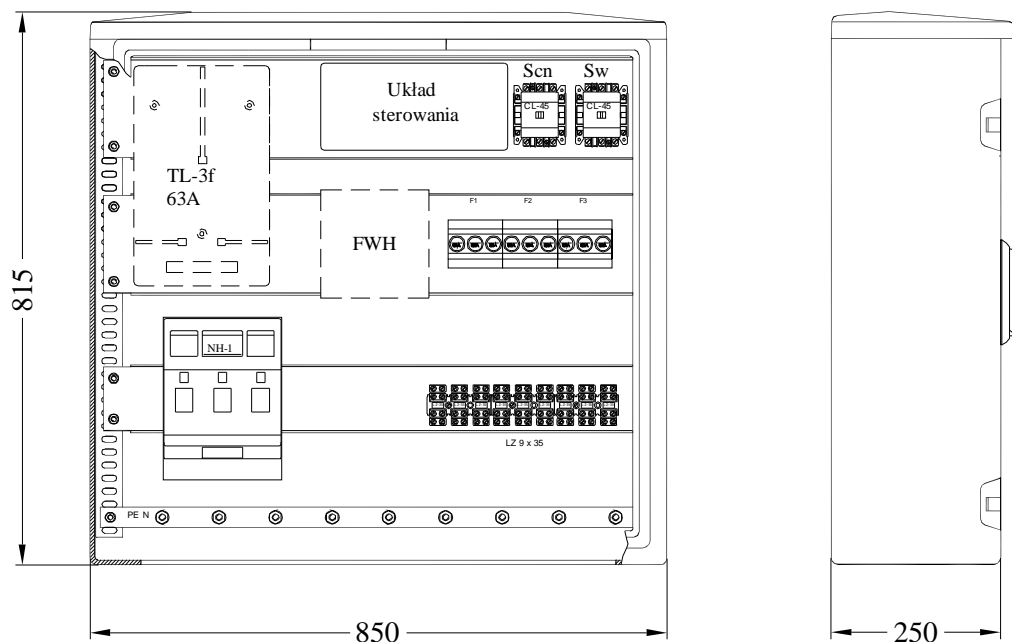 Scn Sw
Układ
sterowania
CL-45 CL-45
TL-3f
63A
F1 F2 F3
FWH
815
NH-1
LZ 9 x 35
PE N
850
250